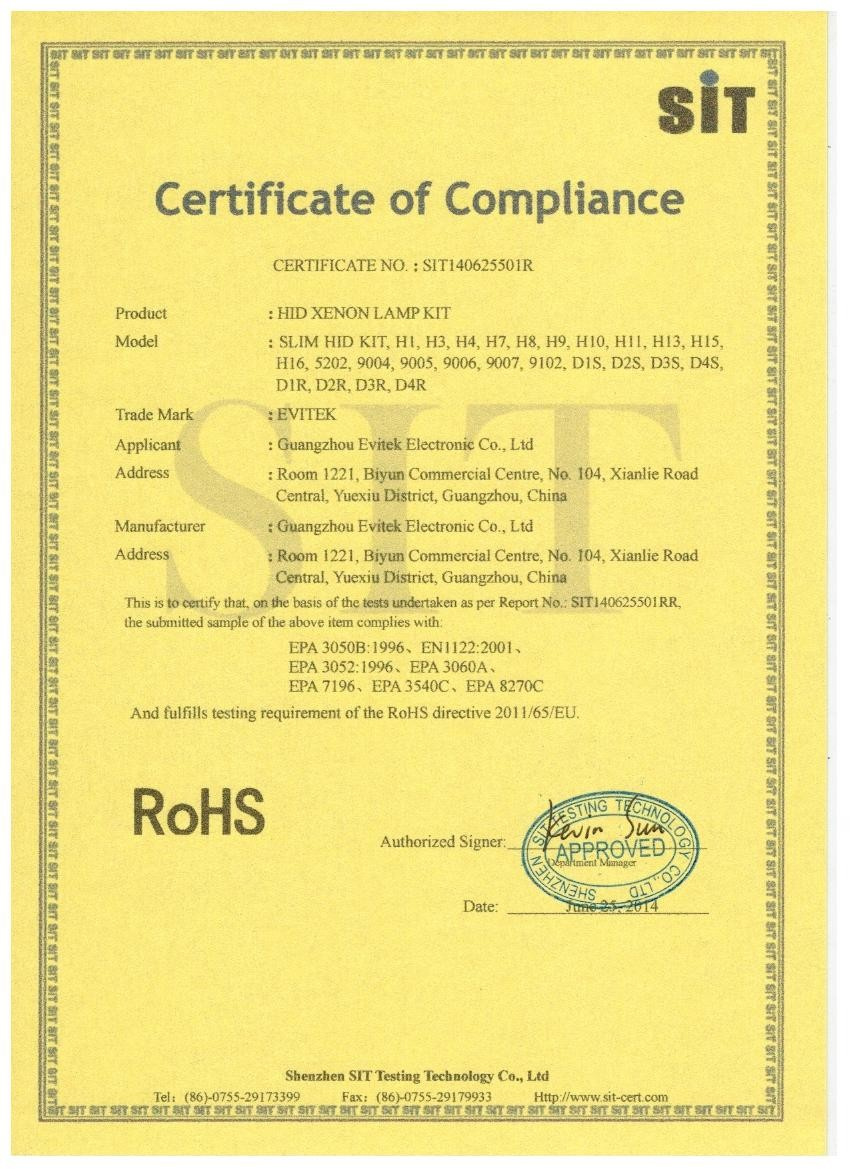 SIT
Certificate of Compliance
CERTIFICATE NO. : SIT140625501R
Product : HID XENON LAMP KIT
Model : SLIM HID KIT, H1, H3, H4, H7, H8, H9, H10, H11, H13, H15,
H16, 5202, 9004, 9005, 9006, 9007, 9102, D1S, D2S, D3S, D4S,
D1R, D2R, D3R, D4R
Trade Mark : EVITEK
Applicant : Guangzhou Evitek Electronic Co., Ltd
Address : Room 1221, Biyun Commercial Centre, No. 104, Xianlie Road
Central, Yuexiu District, Guangzhou, China
Manufacturer : Guangzhou Evitek Electronic Co., Ltd
Address : Room 1221, Biyun Commercial Centre, No. 104, Xianlie Road
Central, Yuexiu District, Guangzhou, China
SIT
This is to certify that, on the basis of the tests undertaken as per Report No.: SIT140625501RR,
the submitted sample of the above item complies with:
EPA 3050B:1996、EN1122:2001、
EPA 3052:1996、EPA 3060A、
EPA 7196、EPA 3540C、EPA 8270C
And fulfills testing requirement of the RoHS directive 2011/65/EU.
RoHS
Authorized Signer:
Kevin Sun
SHENZHEN SIT TESTING TECHNOLOGY CO., LTD
APPROVED
Department Manager
Date: June 25, 2014
Shenzhen SIT Testing Technology Co., Ltd
Tel: (86)-0755-29173399 Fax: (86)-0755-29179933 Http://www.sit-cert.com